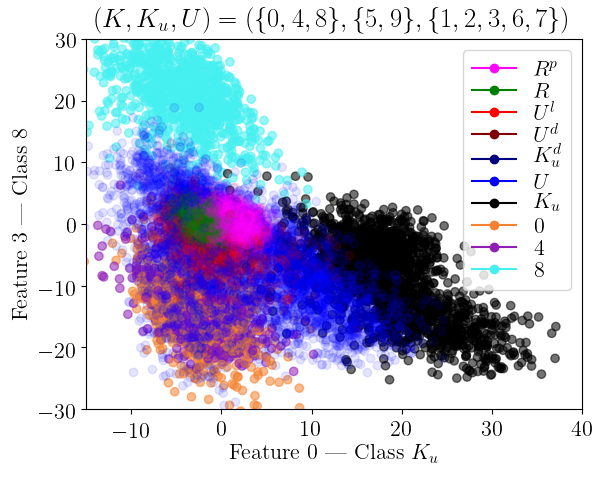 (K, K_u, U) = ({0, 4, 8}, {5, 9}, {1, 2, 3, 6, 7})
30
20
10
0
−10
−20
−30
Feature 3 — Class 8
R^p
R
U^l
U^d
K_u^d
U
K_u
0
4
8
−10
0
10
20
30
40
Feature 0 — Class K_u